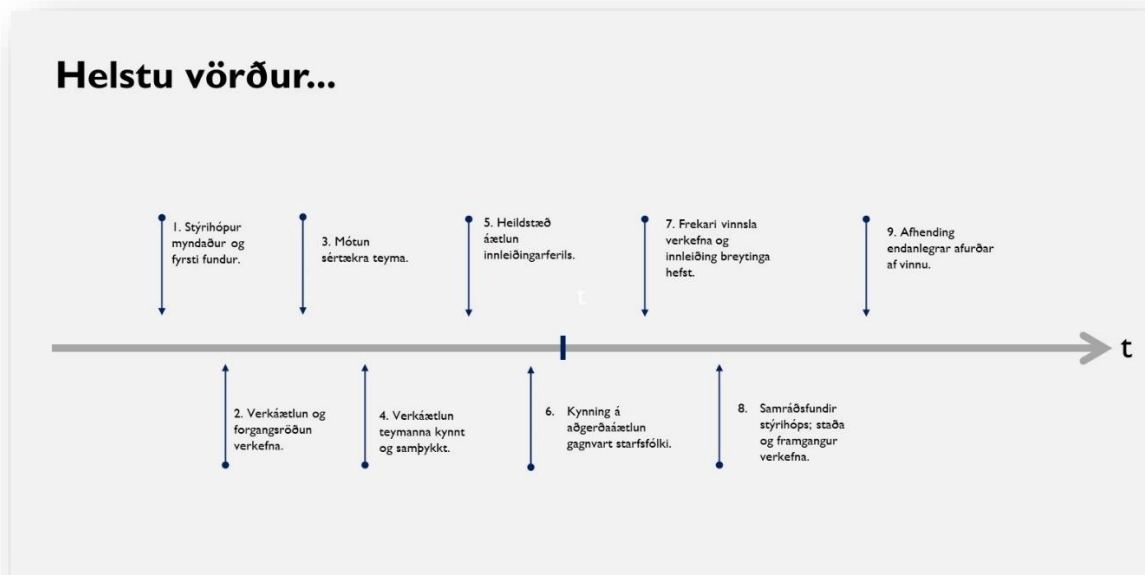 Helstu vörður...
1. Stýrihópur
myndaður og
fyrsti fundur.
2. Verkáætlun og
forgangsröðun
verkefna.
3. Mótun
sértækra teyma.
4. Verkáætlun
teymanna kynnt
og samþykkt.
5. Heildstæð
áætlun
innleiðingarferils.
6. Kynning á
aðgerðaáætlun
gagnvart starfsfólki.
7. Frekari vinnsla
verkefna og
innleiðing breytinga
hefst.
8. Samráðsfundir
stýrihóps; staða
og framgangur
verkefna.
9. Afhending
endanlegrar afurðar
af vinnu.
t
t